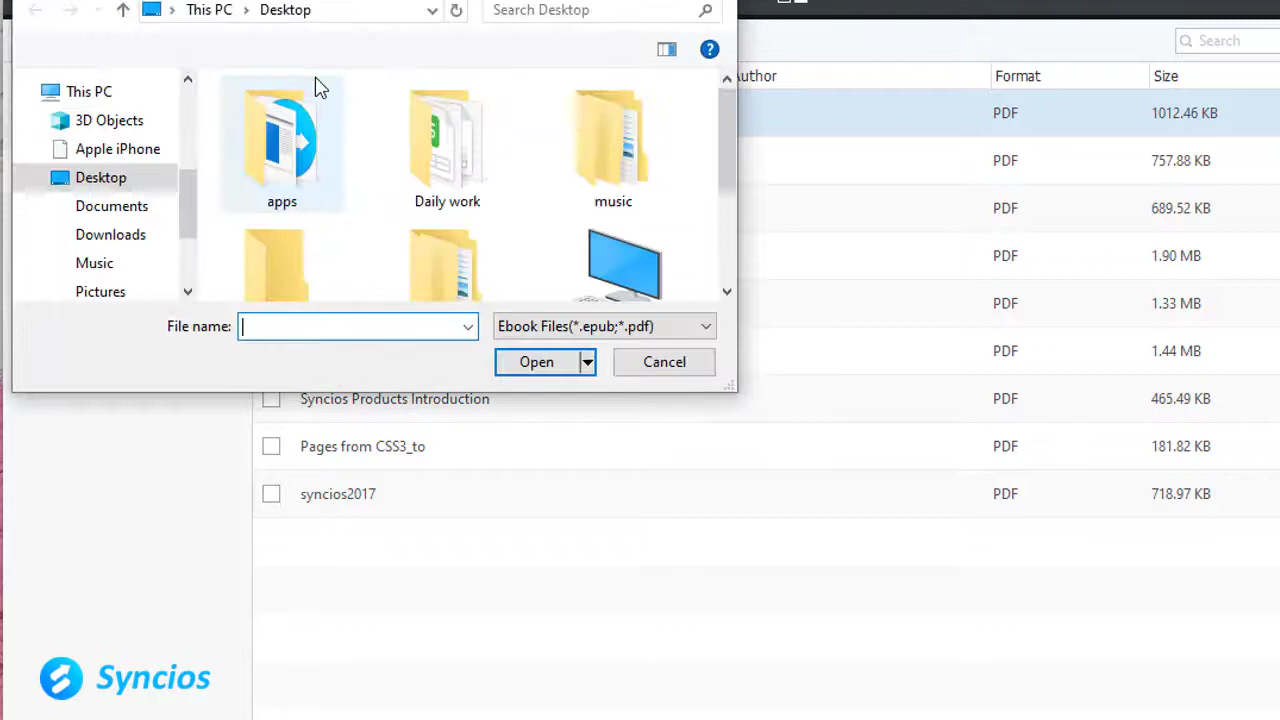 This PC > Desktop
Search Desktop
?
This PC
3D Objects
Apple iPhone
Desktop
Documents
Downloads
Music
Pictures
apps
Daily work
music
File name:
Ebook Files(*.epub;*.pdf)
Open
Cancel
Search
Author Format Size
PDF 1012.46 KB
PDF 757.88 KB
PDF 689.52 KB
PDF 1.90 MB
PDF 1.33 MB
PDF 1.44 MB
Syncios Products Introduction PDF 465.49 KB
Pages from CSS3_to PDF 181.82 KB
syncios2017 PDF 718.97 KB
Syncios